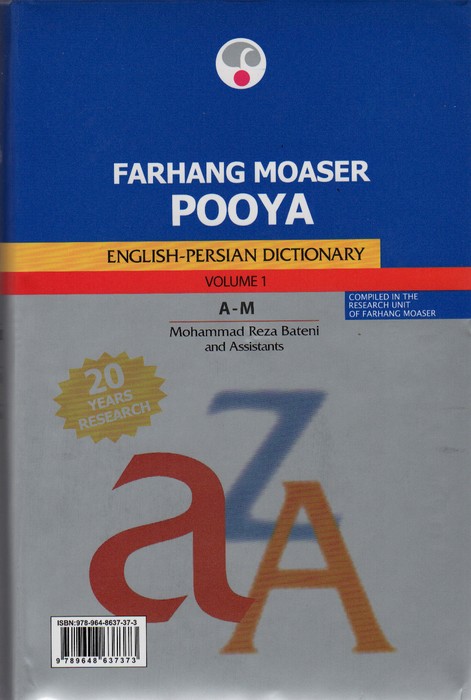 FARHANG MOASER
POOYA
ENGLISH-PERSIAN DICTIONARY
VOLUME 1
A-M
COMPILED IN THE
RESEARCH UNIT
OF FARHANG MOASER
Mohammad Reza Bateni
and Assistants
20
YEARS
RESEARCH
Z
a
A
ISBN:978-964-8637-37-3
9 789648 637373